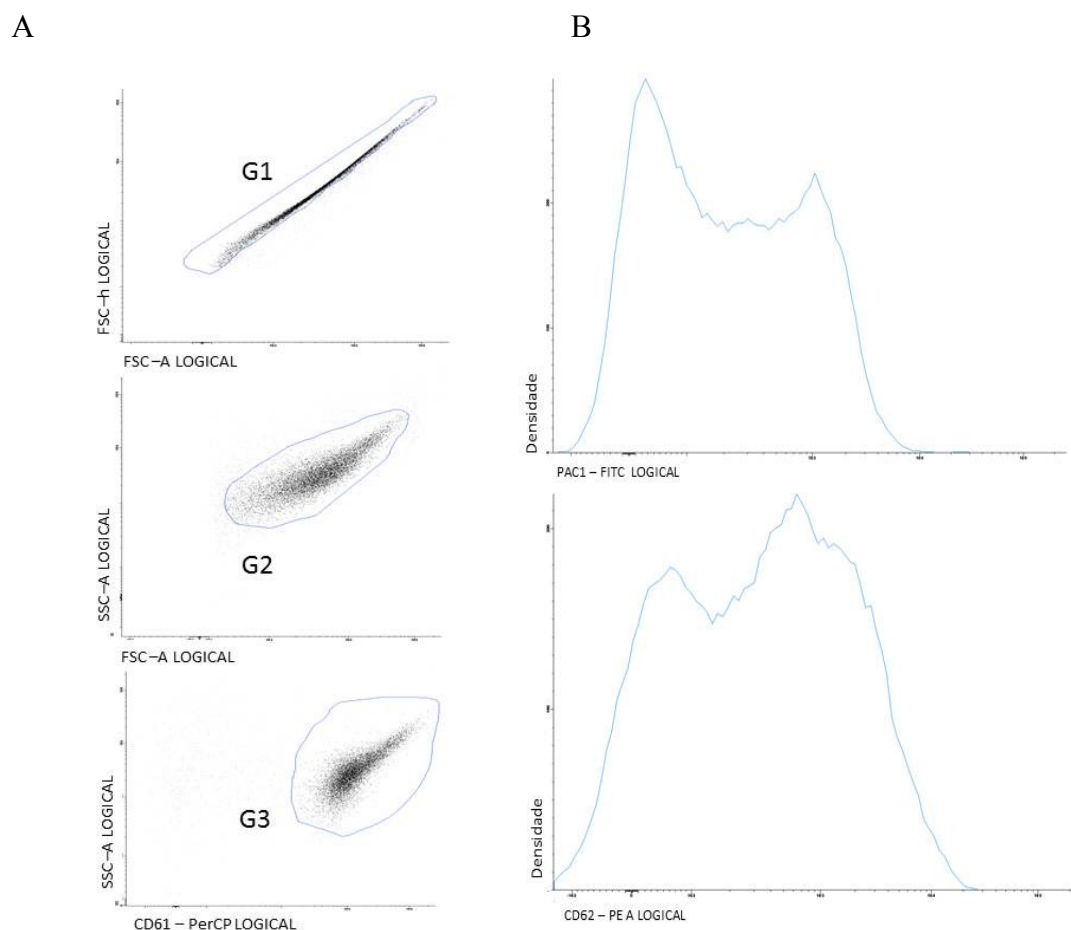 A
B
G1
FSC-h LOGICAL
FSC-A LOGICAL
G2
SSC-A LOGICAL
FSC-A LOGICAL
G3
SSC-A LOGICAL
CD61 – PerCP LOGICAL
Densidade
PAC1 – FITC LOGICAL
Densidade
CD62 – PE A LOGICAL